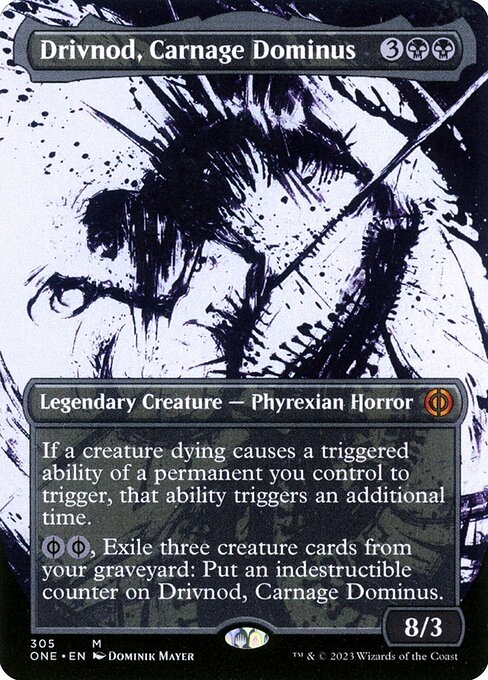 Drivnod, Carnage Dominus 3
Legendary Creature — Phyrexian Horror
If a creature dying causes a triggered
ability of a permanent you control to
trigger, that ability triggers an additional
time.
, Exile three creature cards from
your graveyard: Put an indestructible
counter on Drivnod, Carnage Dominus.
8/3
305 M
ONE • EN Dominik Mayer
™ & © 2023 Wizards of the Coast